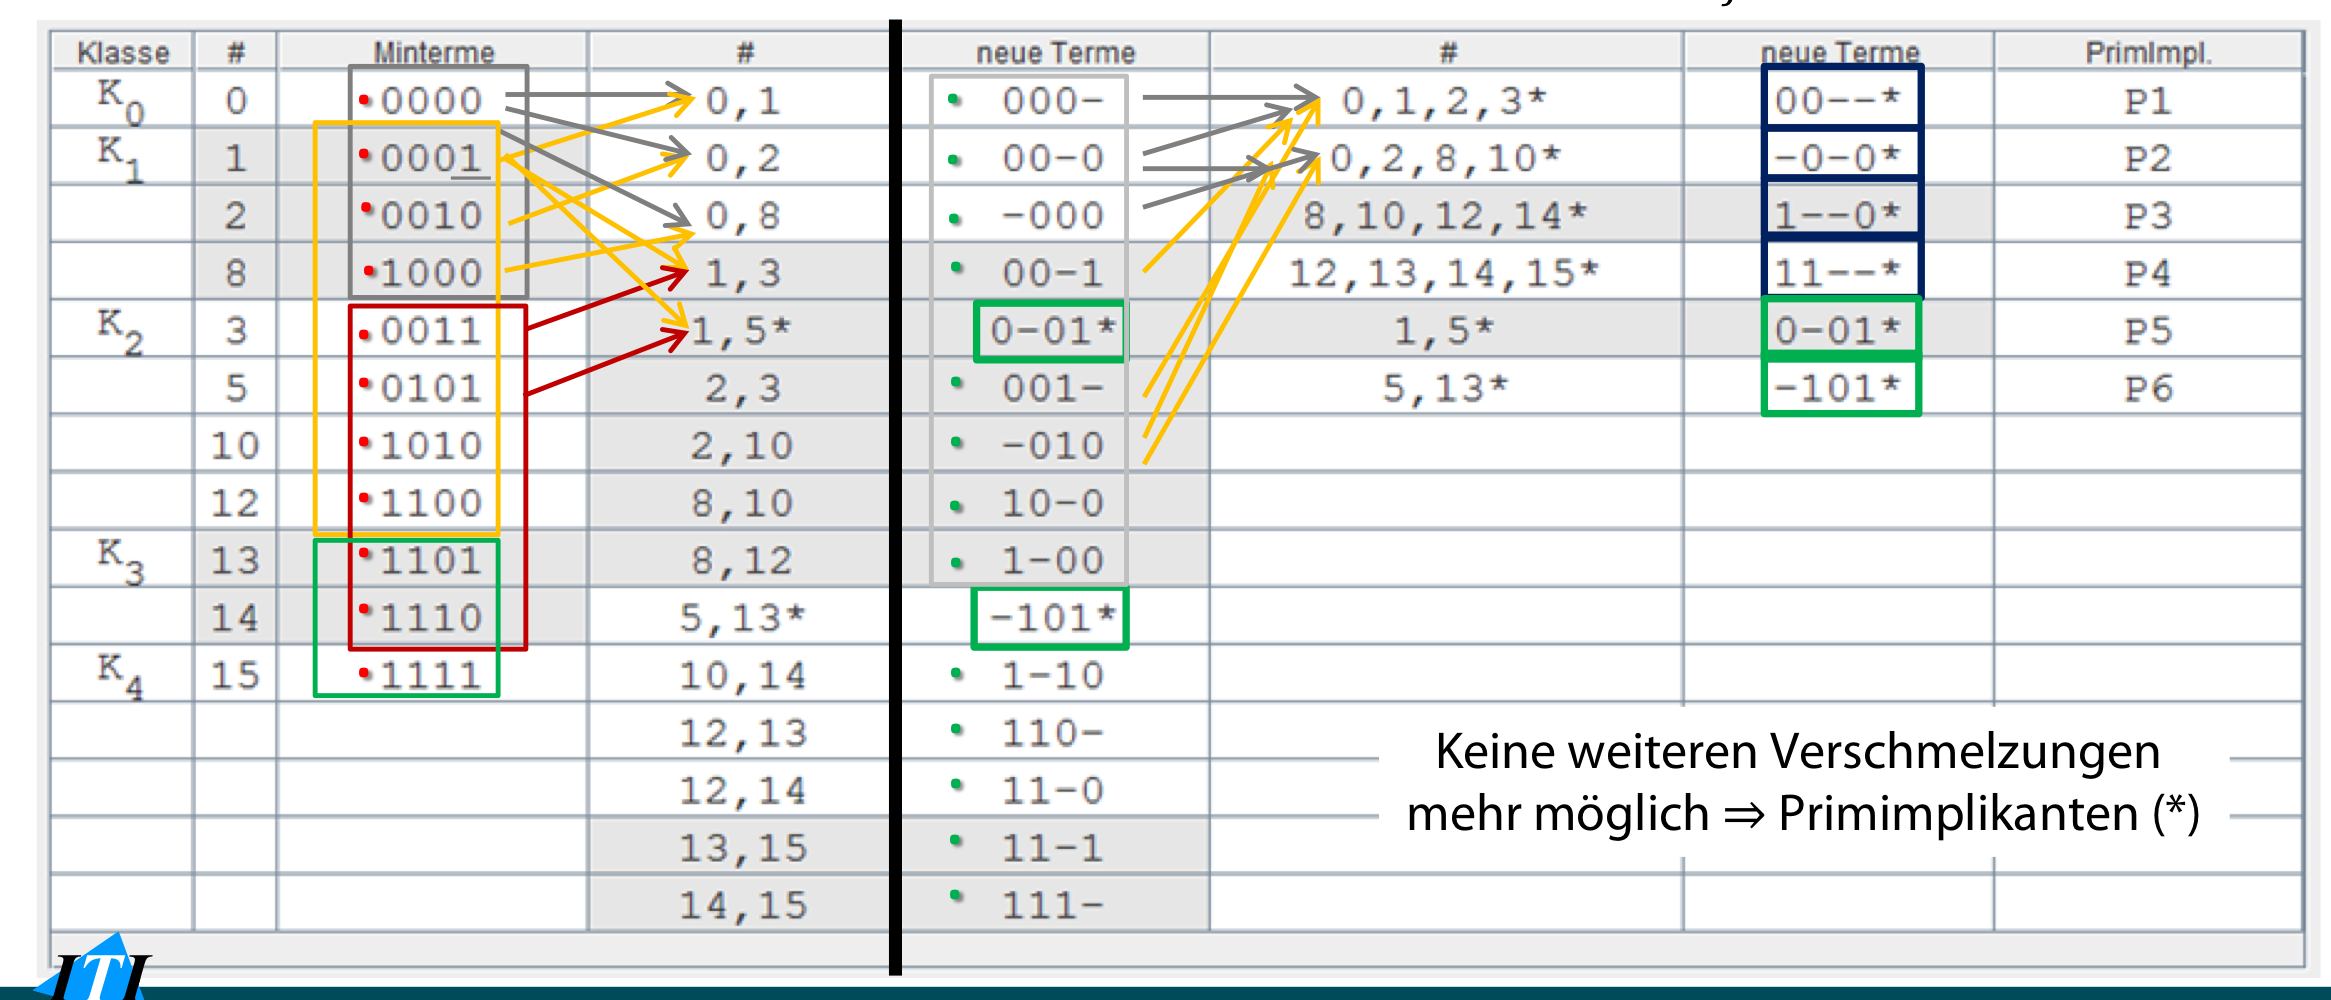 Klasse # Minterme # neue Terme # neue Terme PrimImpl.
K0 0 0000 0,1 000- 0,1,2,3* 00--* P1
K1 1 0001 0,2 00-0 0,2,8,10* -0-0* P2
2 0010 0,8 -000 8,10,12,14* 1--0* P3
8 1000 1,3 00-1 12,13,14,15* 11--* P4
K2 3 0011 1,5* 0-01* 1,5* 0-01* P5
5 0101 2,3 001- 5,13* -101* P6
10 1010 2,10 -010
12 1100 8,10 10-0
K3 13 1101 8,12 1-00
14 1110 5,13* -101*
K4 15 1111 10,14 1-10
12,13 110-
12,14 11-0
13,15 11-1
14,15 111-
Keine weiteren Verschmelzungen
mehr möglich ⇒ Primimplikanten (*)
ITI